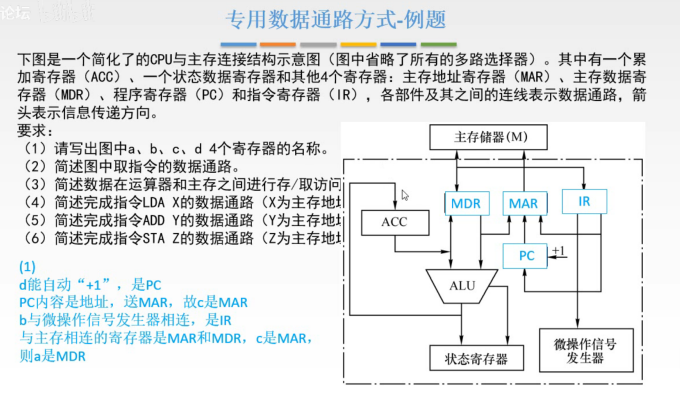 论坛
专用数据通路方式-例题
下图是一个简化了的CPU与主存连接结构示意图（图中省略了所有的多路选择器）。其中有一个累
加寄存器（ACC）、一个状态数据寄存器和其他4个寄存器：主存地址寄存器（MAR）、主存数据寄
存器（MDR）、程序寄存器（PC）和指令寄存器（IR），各部件及其之间的连线表示数据通路，箭
头表示信息传递方向。
要求：
（1）请写出图中a、b、c、d 4个寄存器的名称。
（2）简述图中取指令的数据通路。
（3）简述数据在运算器和主存之间进行存/取访问
（4）简述完成指令LDA X的数据通路（X为主存地址
（5）简述完成指令ADD Y的数据通路（Y为主存地址
（6）简述完成指令STA Z的数据通路（Z为主存地址
(1)
d能自动“+1”，是PC
PC内容是地址，送MAR，故c是MAR
b与微操作信号发生器相连，是IR
与主存相连的寄存器是MAR和MDR，c是MAR，
则a是MDR
主存储器(M)
MDR
MAR
IR
ACC
PC
+1
ALU
状态寄存器
微操作信号
发生器